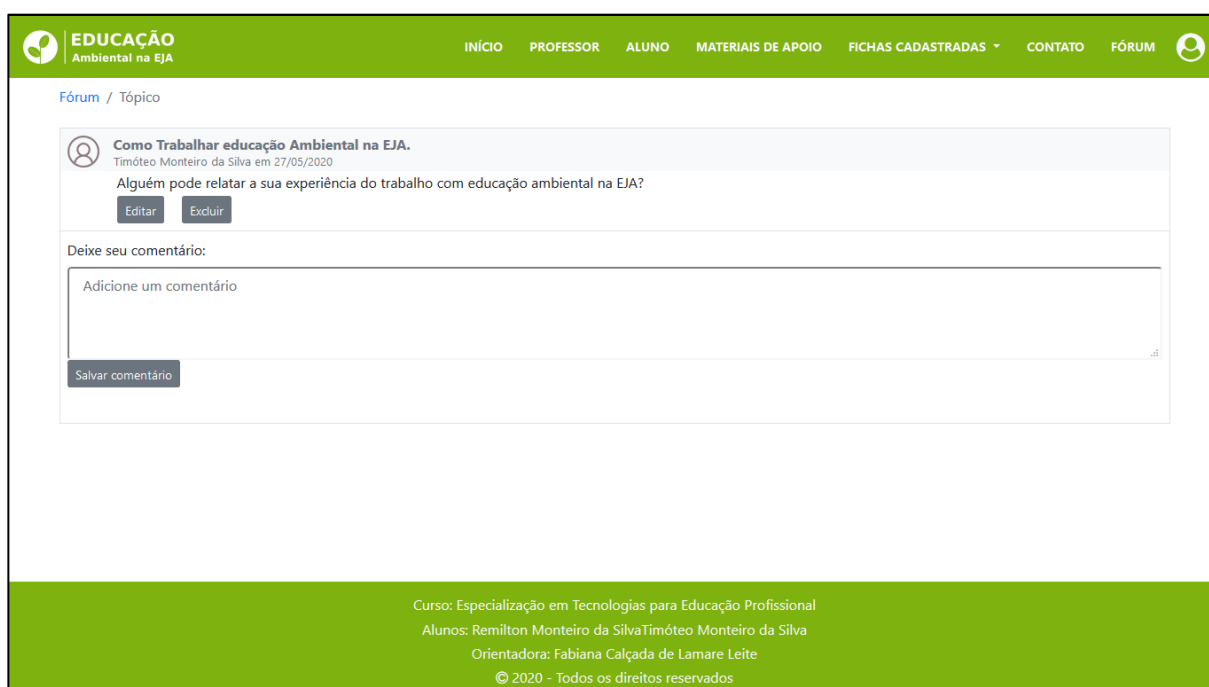 EDUCAÇÃO
Ambiental na EJA
INÍCIO PROFESSOR ALUNO MATERIAIS DE APOIO FICHAS CADASTRADAS CONTATO FÓRUM
Fórum / Tópico
Como Trabalhar educação Ambiental na EJA.
Timóteo Monteiro da Silva em 27/05/2020
Alguém pode relatar a sua experiência do trabalho com educação ambiental na EJA?
Editar Excluir
Deixe seu comentário:
Adicione um comentário
Salvar comentário
Curso: Especialização em Tecnologias para Educação Profissional
Alunos: Remilton Monteiro da SilvaTimóteo Monteiro da Silva
Orientadora: Fabiana Calçada de Lamare Leite
© 2020 - Todos os direitos reservados